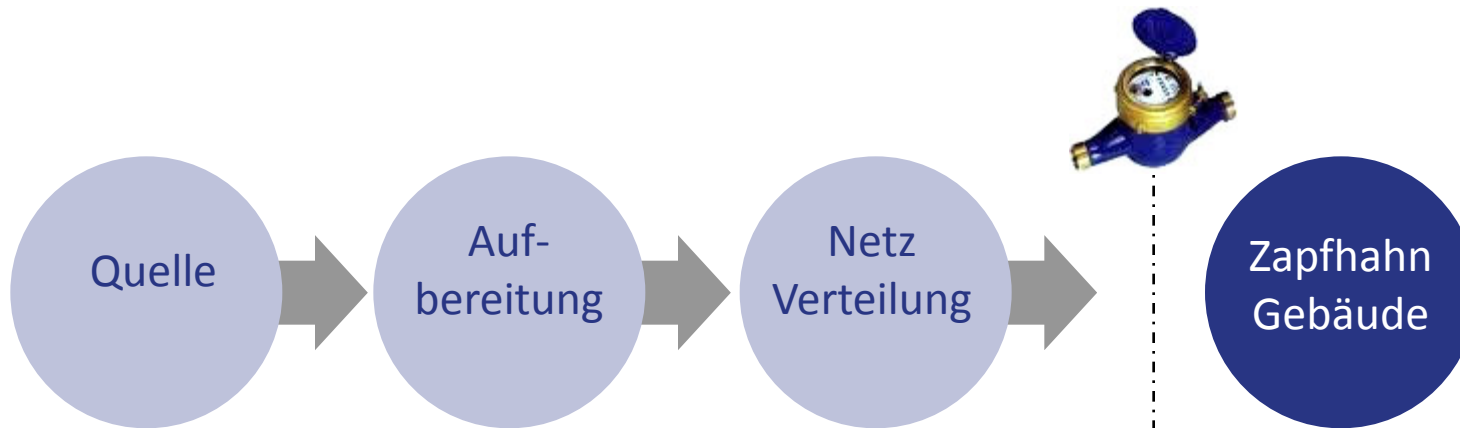 Quelle
Auf-
bereitung
Netz
Verteilung
Zapfhahn
Gebäude